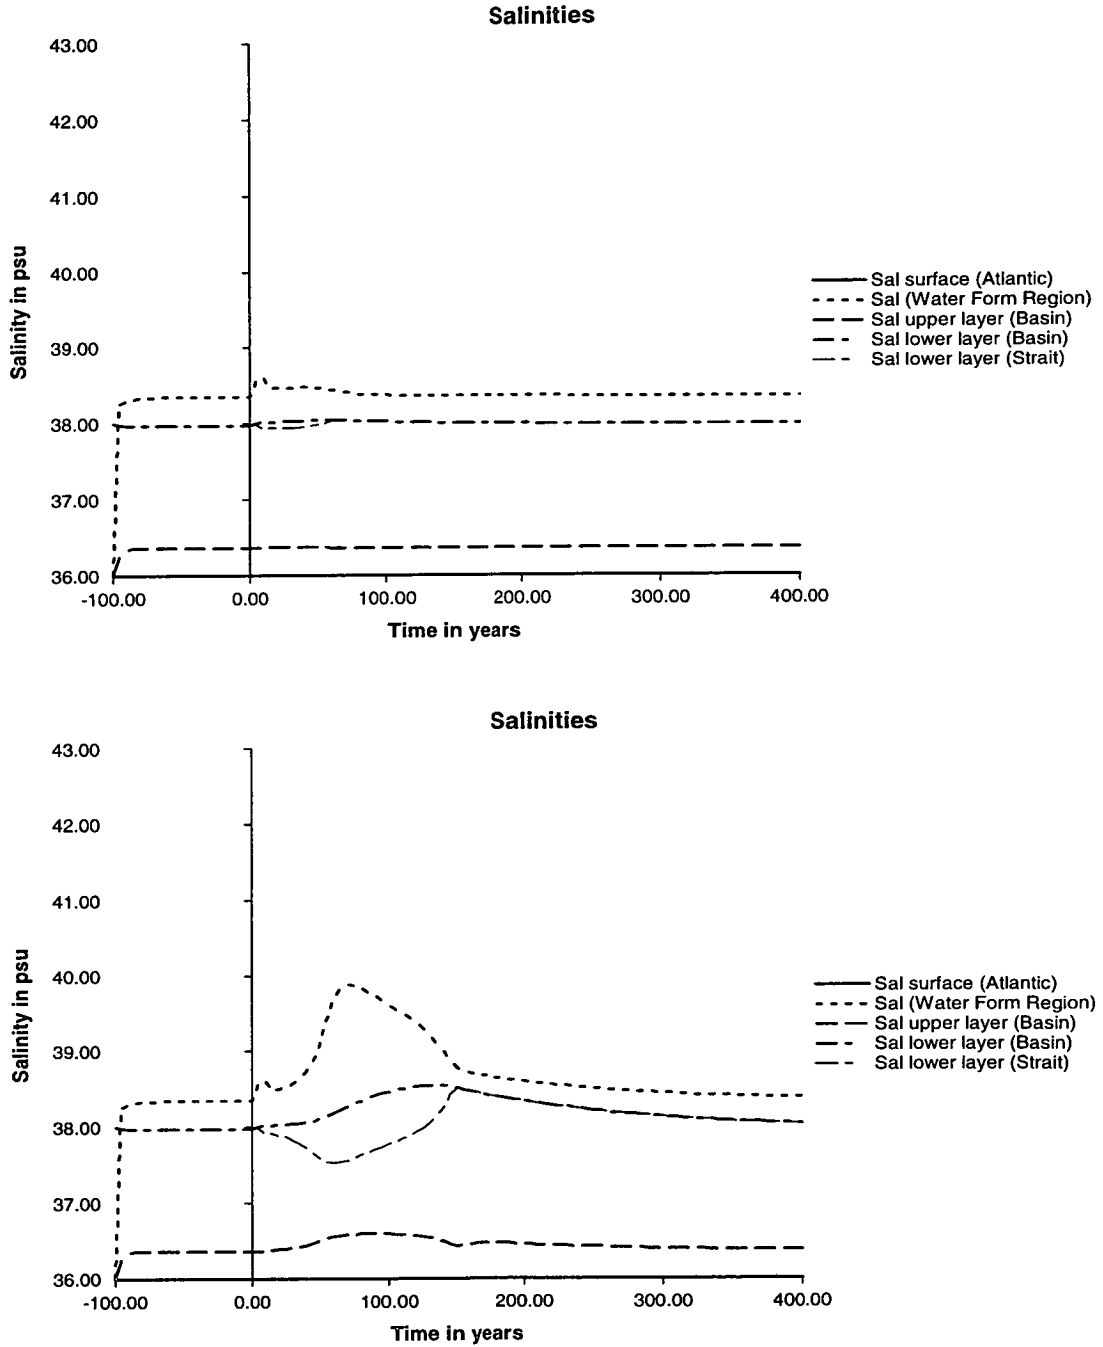 Salinities
43.00
42.00
41.00
40.00
39.00
38.00
37.00
36.00
Salinity in psu
-100.00 0.00 100.00 200.00 300.00 400.00
Time in years
Sal surface (Atlantic)
Sal (Water Form Region)
Sal upper layer (Basin)
Sal lower layer (Basin)
Sal lower layer (Strait)
Salinities
43.00
42.00
41.00
40.00
39.00
38.00
37.00
36.00
Salinity in psu
-100.00 0.00 100.00 200.00 300.00 400.00
Time in years
Sal surface (Atlantic)
Sal (Water Form Region)
Sal upper layer (Basin)
Sal lower layer (Basin)
Sal lower layer (Strait)